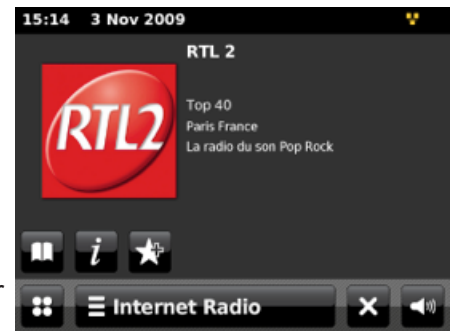 15:14 3 Nov 2009
RTL 2
RTL2
Top 40
Paris France
La radio du son Pop Rock
i
Internet Radio